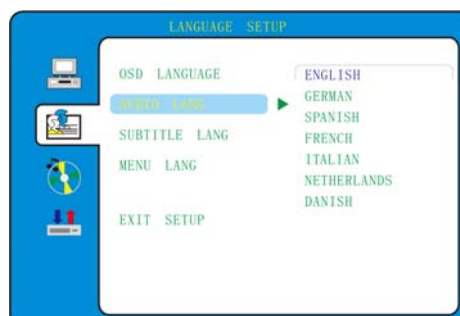 LANGUAGE SETUP
OSD LANGUAGE
AUDIO LANG
SUBTITLE LANG
MENU LANG
EXIT SETUP
ENGLISH
GERMAN
SPANISH
FRENCH
ITALIAN
NETHERLANDS
DANISH